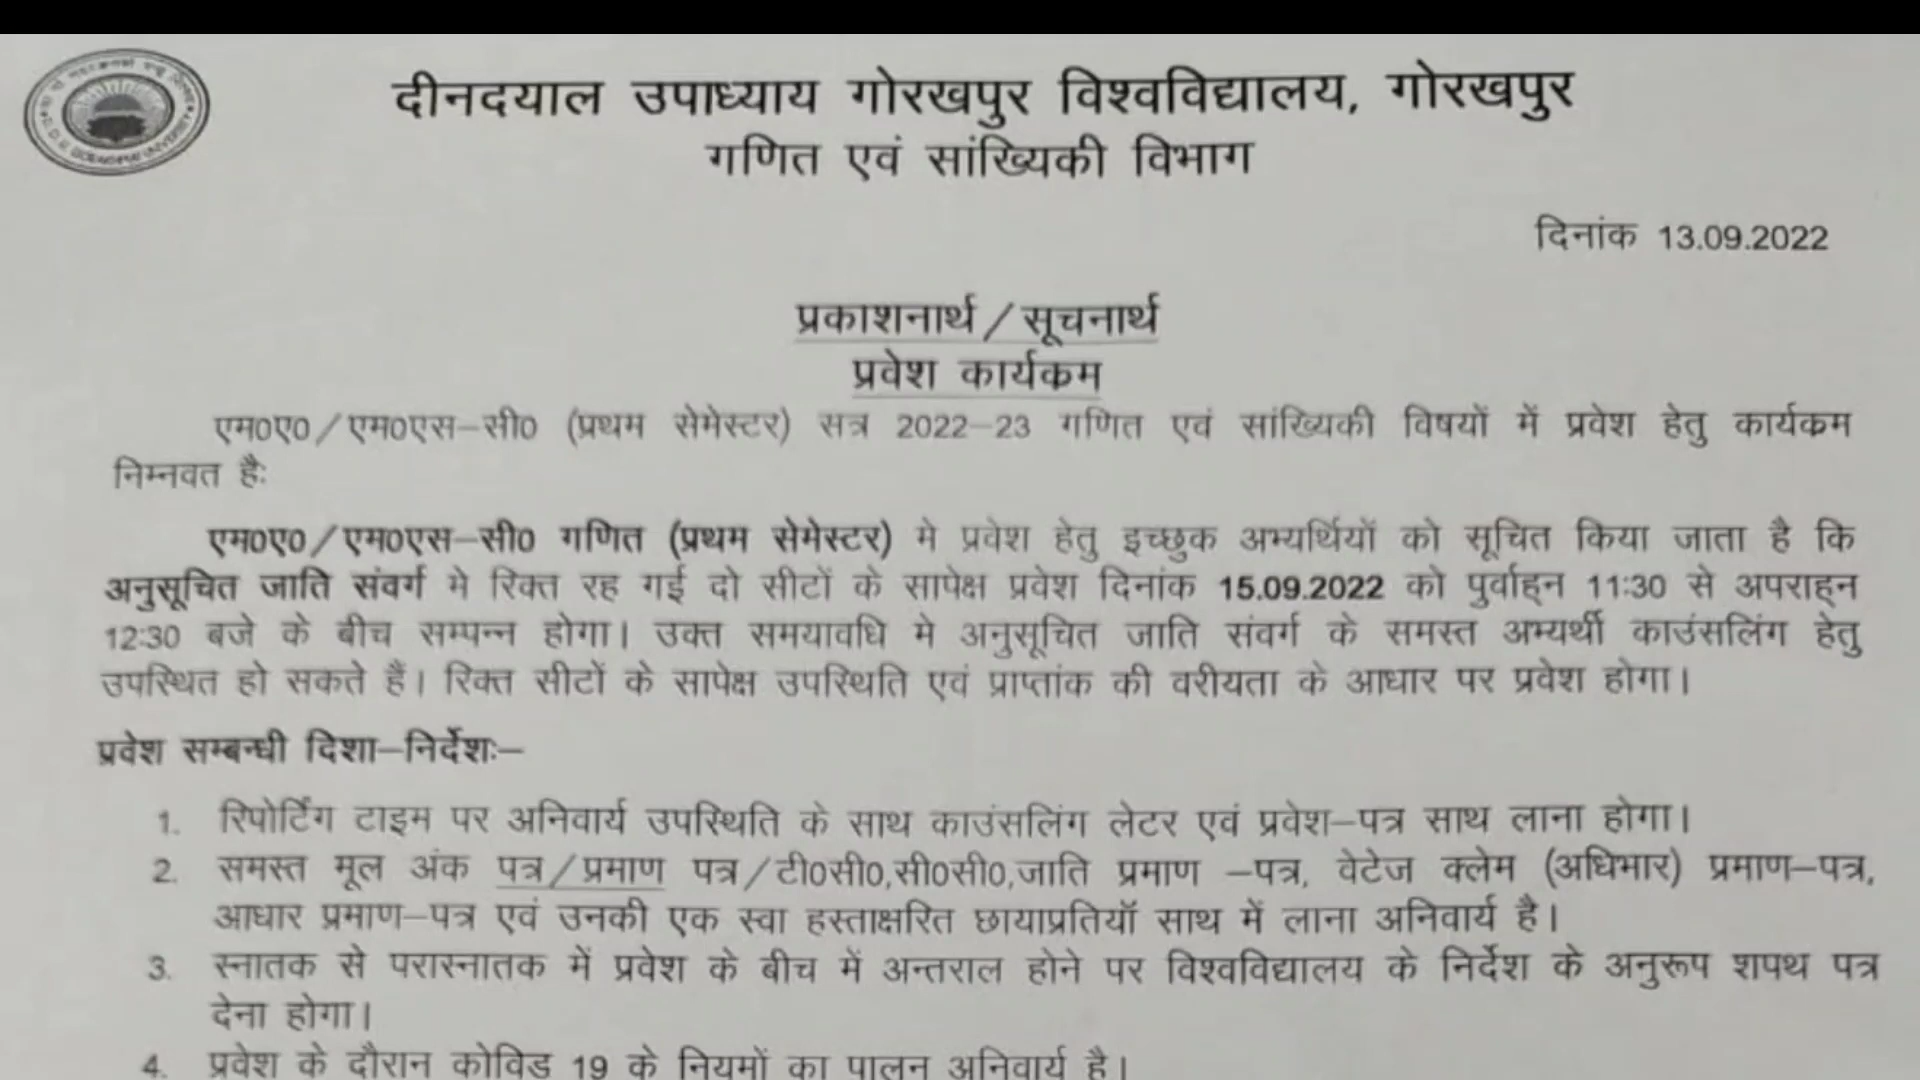 दीनदयाल उपाध्याय गोरखपुर विश्वविद्यालय, गोरखपुर
गणित एवं सांख्यिकी विभाग
दिनांक 13.09.2022
प्रकाशनार्थ/सूचनार्थ
प्रवेश कार्यकम
एम0ए0/एम0एस–सी0 (प्रथम सेमेस्टर) सत्र 2022–23 गणित एवं सांख्यिकी विषयों में प्रवेश हेतु कार्यकम
निम्नवत हैः
एम0ए0/एम0एस–सी0 गणित (प्रथम सेमेस्टर) मे प्रवेश हेतु इच्छुक अभ्यर्थियों को सूचित किया जाता है कि
अनुसूचित जाति संवर्ग मे रिक्त रह गई दो सीटों के सापेक्ष प्रवेश दिनांक 15.09.2022 को पुर्वाह्न 11:30 से अपराह्न
12:30 बजे के बीच सम्पन्न होगा। उक्त समयावधि मे अनुसूचित जाति संवर्ग के समस्त अभ्यर्थी काउंसलिंग हेतु
उपस्थित हो सकते हैं। रिक्त सीटों के सापेक्ष उपस्थिति एवं प्राप्तांक की वरीयता के आधार पर प्रवेश होगा।
प्रवेश सम्बन्धी दिशा–निर्देशः–
1. रिपोर्टिंग टाइम पर अनिवार्य उपस्थिति के साथ काउंसलिंग लेटर एवं प्रवेश–पत्र साथ लाना होगा।
2. समस्त मूल अंक पत्र/प्रमाण पत्र/टी0सी0,सी0सी0,जाति प्रमाण –पत्र, वेटेज क्लेम (अधिभार) प्रमाण–पत्र,
आधार प्रमाण–पत्र एवं उनकी एक स्वा हस्ताक्षरित छायाप्रतियॉ साथ में लाना अनिवार्य है।
3. स्नातक से परास्नातक में प्रवेश के बीच में अन्तराल होने पर विश्वविद्यालय के निर्देश के अनुरूप शपथ पत्र
देना होगा।
4. प्रवेश के दौरान कोविड 19 के नियमों का पालन अनिवार्य है।